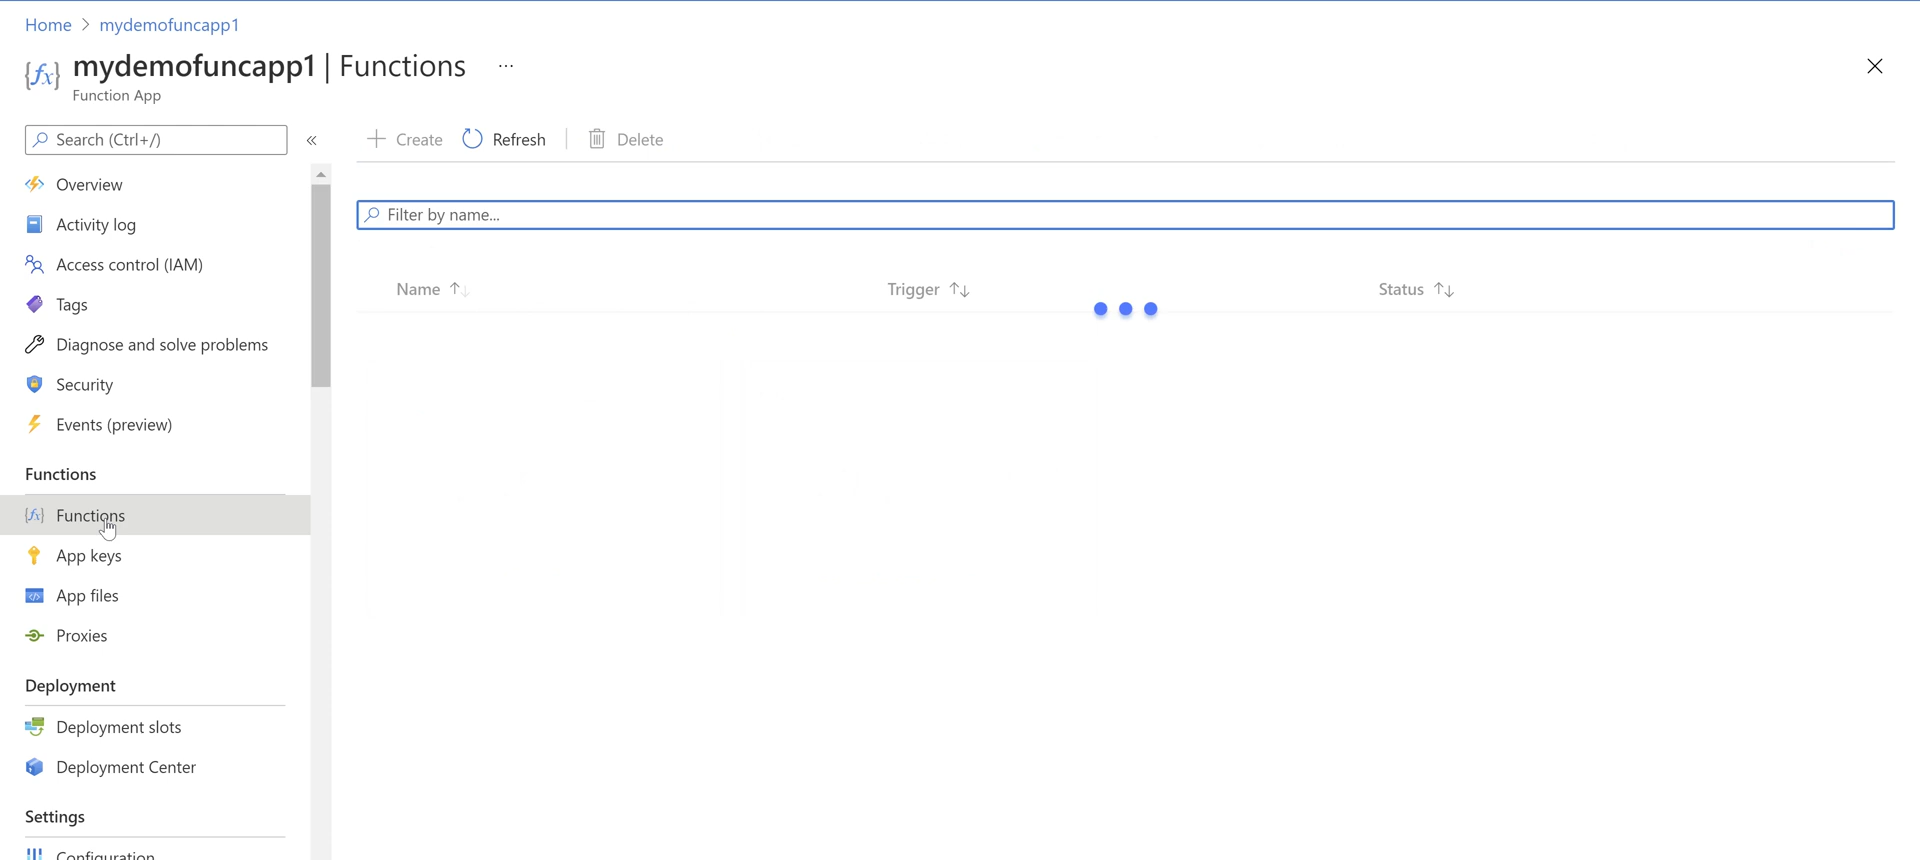 Home > mydemofuncapp1
mydemofuncapp1 | Functions ...
Function App
Search (Ctrl+/)
«
Create
Refresh
Delete
Overview
Activity log
Access control (IAM)
Tags
Diagnose and solve problems
Security
Events (preview)
Functions
Functions
App keys
App files
Proxies
Deployment
Deployment slots
Deployment Center
Settings
Configuration
Filter by name...
Name ↑↓
Trigger ↑↓
Status ↑↓